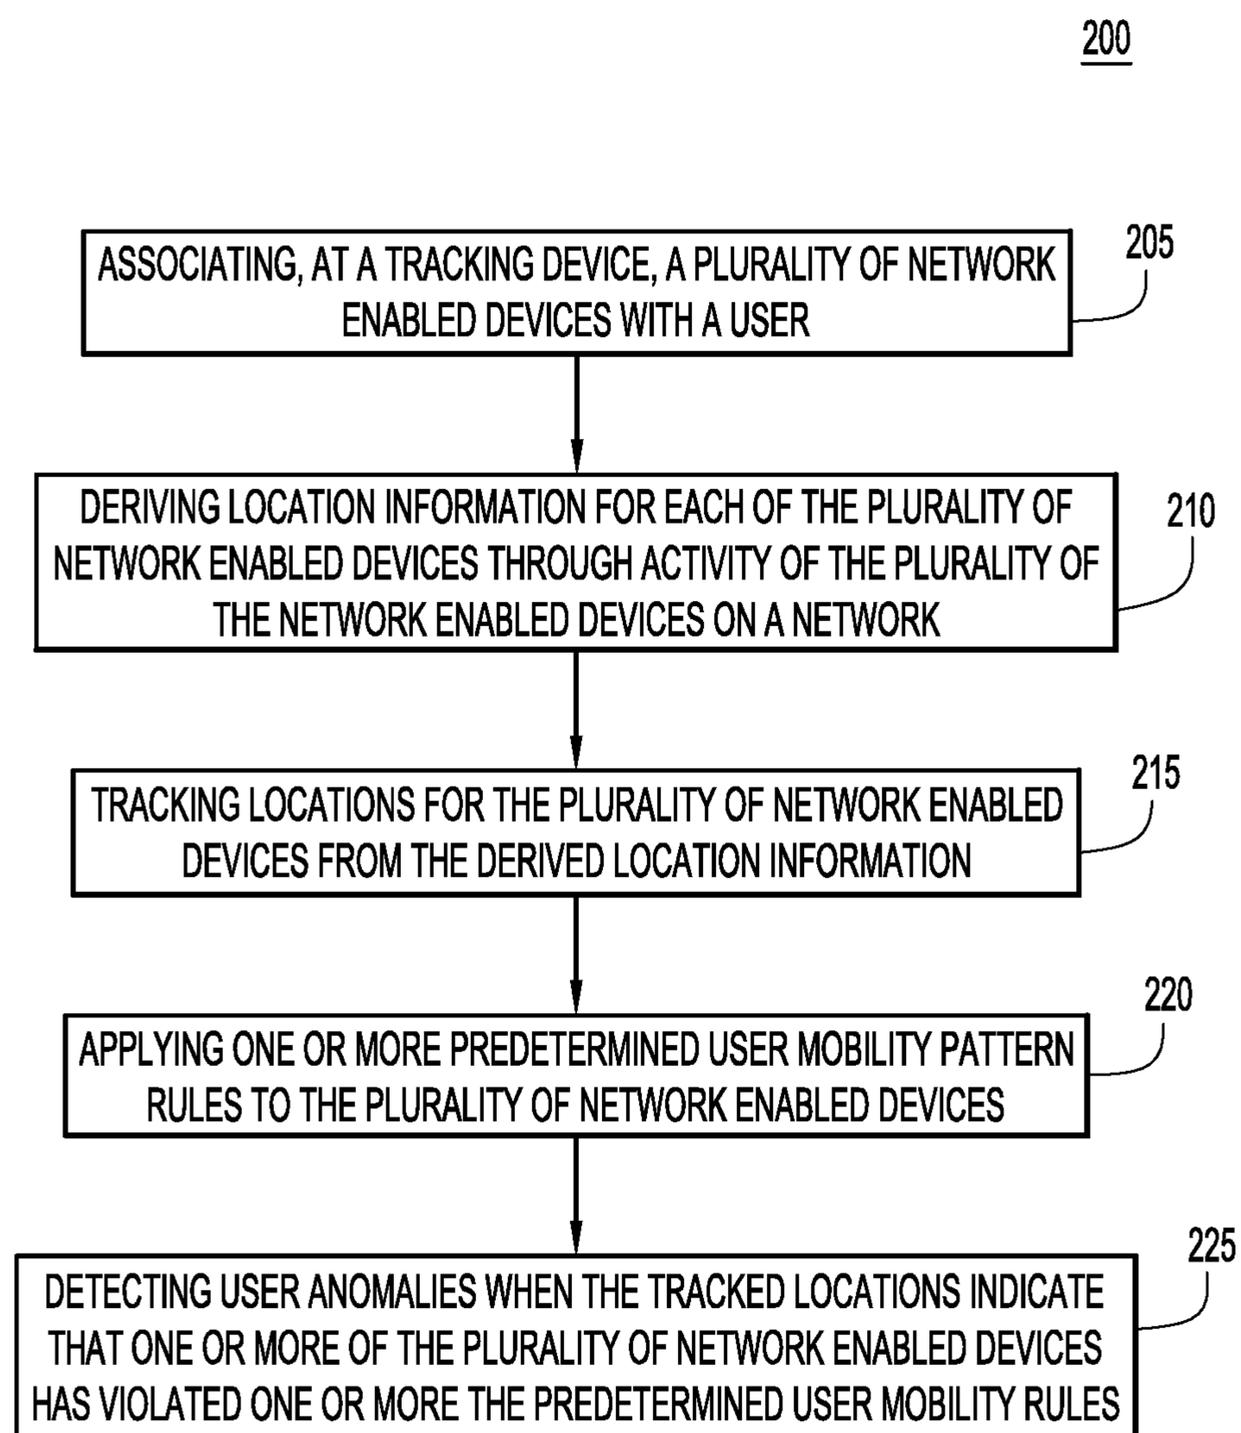 200
205
ASSOCIATING, AT A TRACKING DEVICE, A PLURALITY OF NETWORK
ENABLED DEVICES WITH A USER
210
DERIVING LOCATION INFORMATION FOR EACH OF THE PLURALITY OF
NETWORK ENABLED DEVICES THROUGH ACTIVITY OF THE PLURALITY OF
THE NETWORK ENABLED DEVICES ON A NETWORK
215
TRACKING LOCATIONS FOR THE PLURALITY OF NETWORK ENABLED
DEVICES FROM THE DERIVED LOCATION INFORMATION
220
APPLYING ONE OR MORE PREDETERMINED USER MOBILITY PATTERN
RULES TO THE PLURALITY OF NETWORK ENABLED DEVICES
225
DETECTING USER ANOMALIES WHEN THE TRACKED LOCATIONS INDICATE
THAT ONE OR MORE OF THE PLURALITY OF NETWORK ENABLED DEVICES
HAS VIOLATED ONE OR MORE THE PREDETERMINED USER MOBILITY RULES